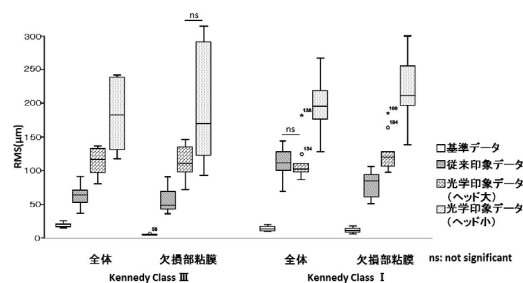 ns
300
250
200
150
100
50
0
RMS(μm)
58
ns
138
134
169
184
基準データ
従来印象データ
光学印象データ
(ヘッド大)
光学印象データ
(ヘッド小)
全体
欠損部粘膜
全体
欠損部粘膜
ns: not significant
Kennedy Class Ⅲ
Kennedy Class Ⅰ